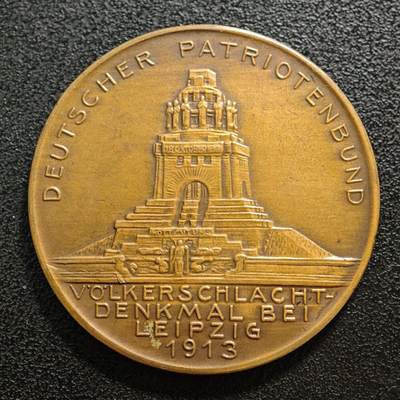 DEUTSCHER PATRIOTENBUND
VÖLKERSCHLACHT-
DENKMAL BEI
LEIPZIG
1913